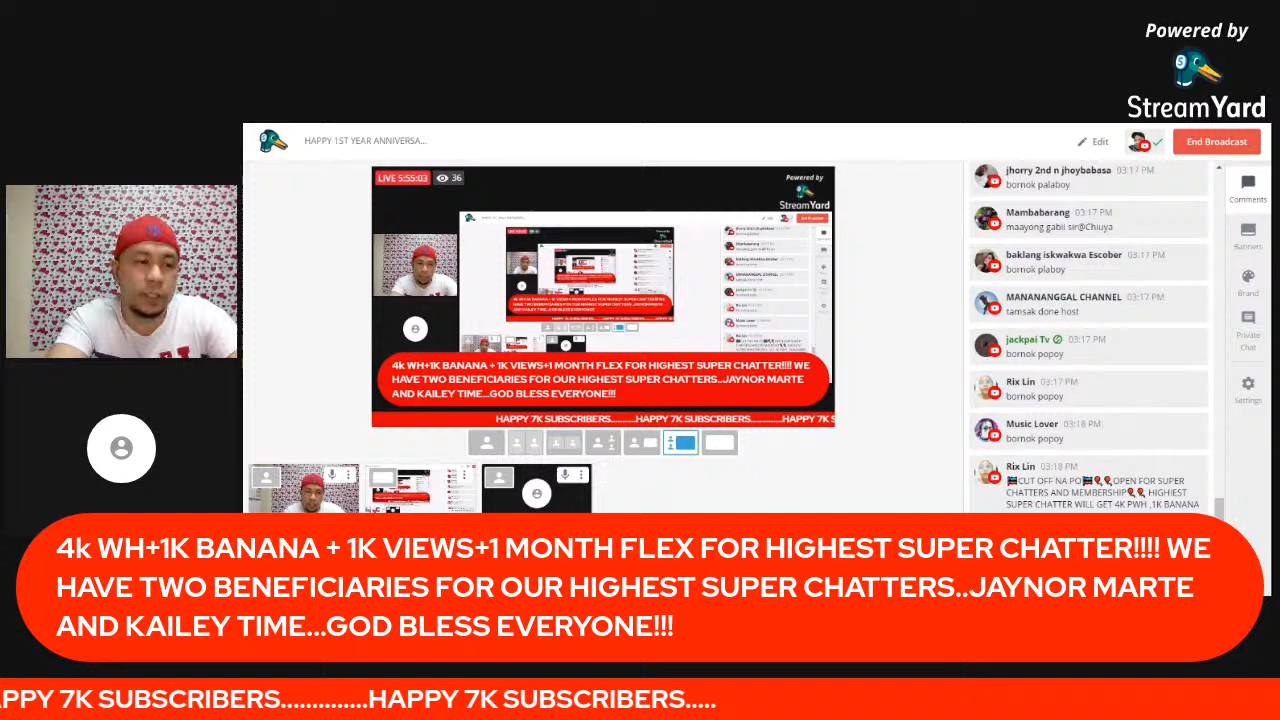 Powered by
StreamYard
HAPPY 1ST YEAR ANNIVERSA...
Edit
End Broadcast
LIVE 5:55:03
36
Powered by
StreamYard
4k WH+1K BANANA + 1K VIEWS+1 MONTH FLEX FOR HIGHEST SUPER CHATTER!!!! WE
HAVE TWO BENEFICIARIES FOR OUR HIGHEST SUPER CHATTERS..JAYNOR MARTE
AND KAILEY TIME...GOD BLESS EVERYONE!!!
HAPPY 7K SUBSCRIBERS..............HAPPY 7K SUBSCRIBERS..............HAPPY 7K S
jhorry 2nd n jhoybabasa 03:17 PM
bornok palaboy
Mambabarang 03:17 PM
maayong gabii sir@Chiuya
baklang iskwakwa Escober 03:17 PM
bornok plaboy
MANANANGGAL CHANNEL 03:17 PM
tamsak done host
jackpai Tv 03:17 PM
bornok popoy
Rix Lin 03:17 PM
bornok popoy
Music Lover 03:18 PM
bornok popoy
Rix Lin 03:18 PM
CUT OFF NA PO OPEN FOR SUPER
CHATTERS AND MEMBERSHIP HIGHIEST
SUPER CHATTER WILL GET 4K PWH ,1K BANANA
Comments
Banners
Brand
Private
Chat
Settings
4k WH+1K BANANA + 1K VIEWS+1 MONTH FLEX FOR HIGHEST SUPER CHATTER!!!! WE
HAVE TWO BENEFICIARIES FOR OUR HIGHEST SUPER CHATTERS..JAYNOR MARTE
AND KAILEY TIME...GOD BLESS EVERYONE!!!
APPY 7K SUBSCRIBERS..............HAPPY 7K SUBSCRIBERS.....